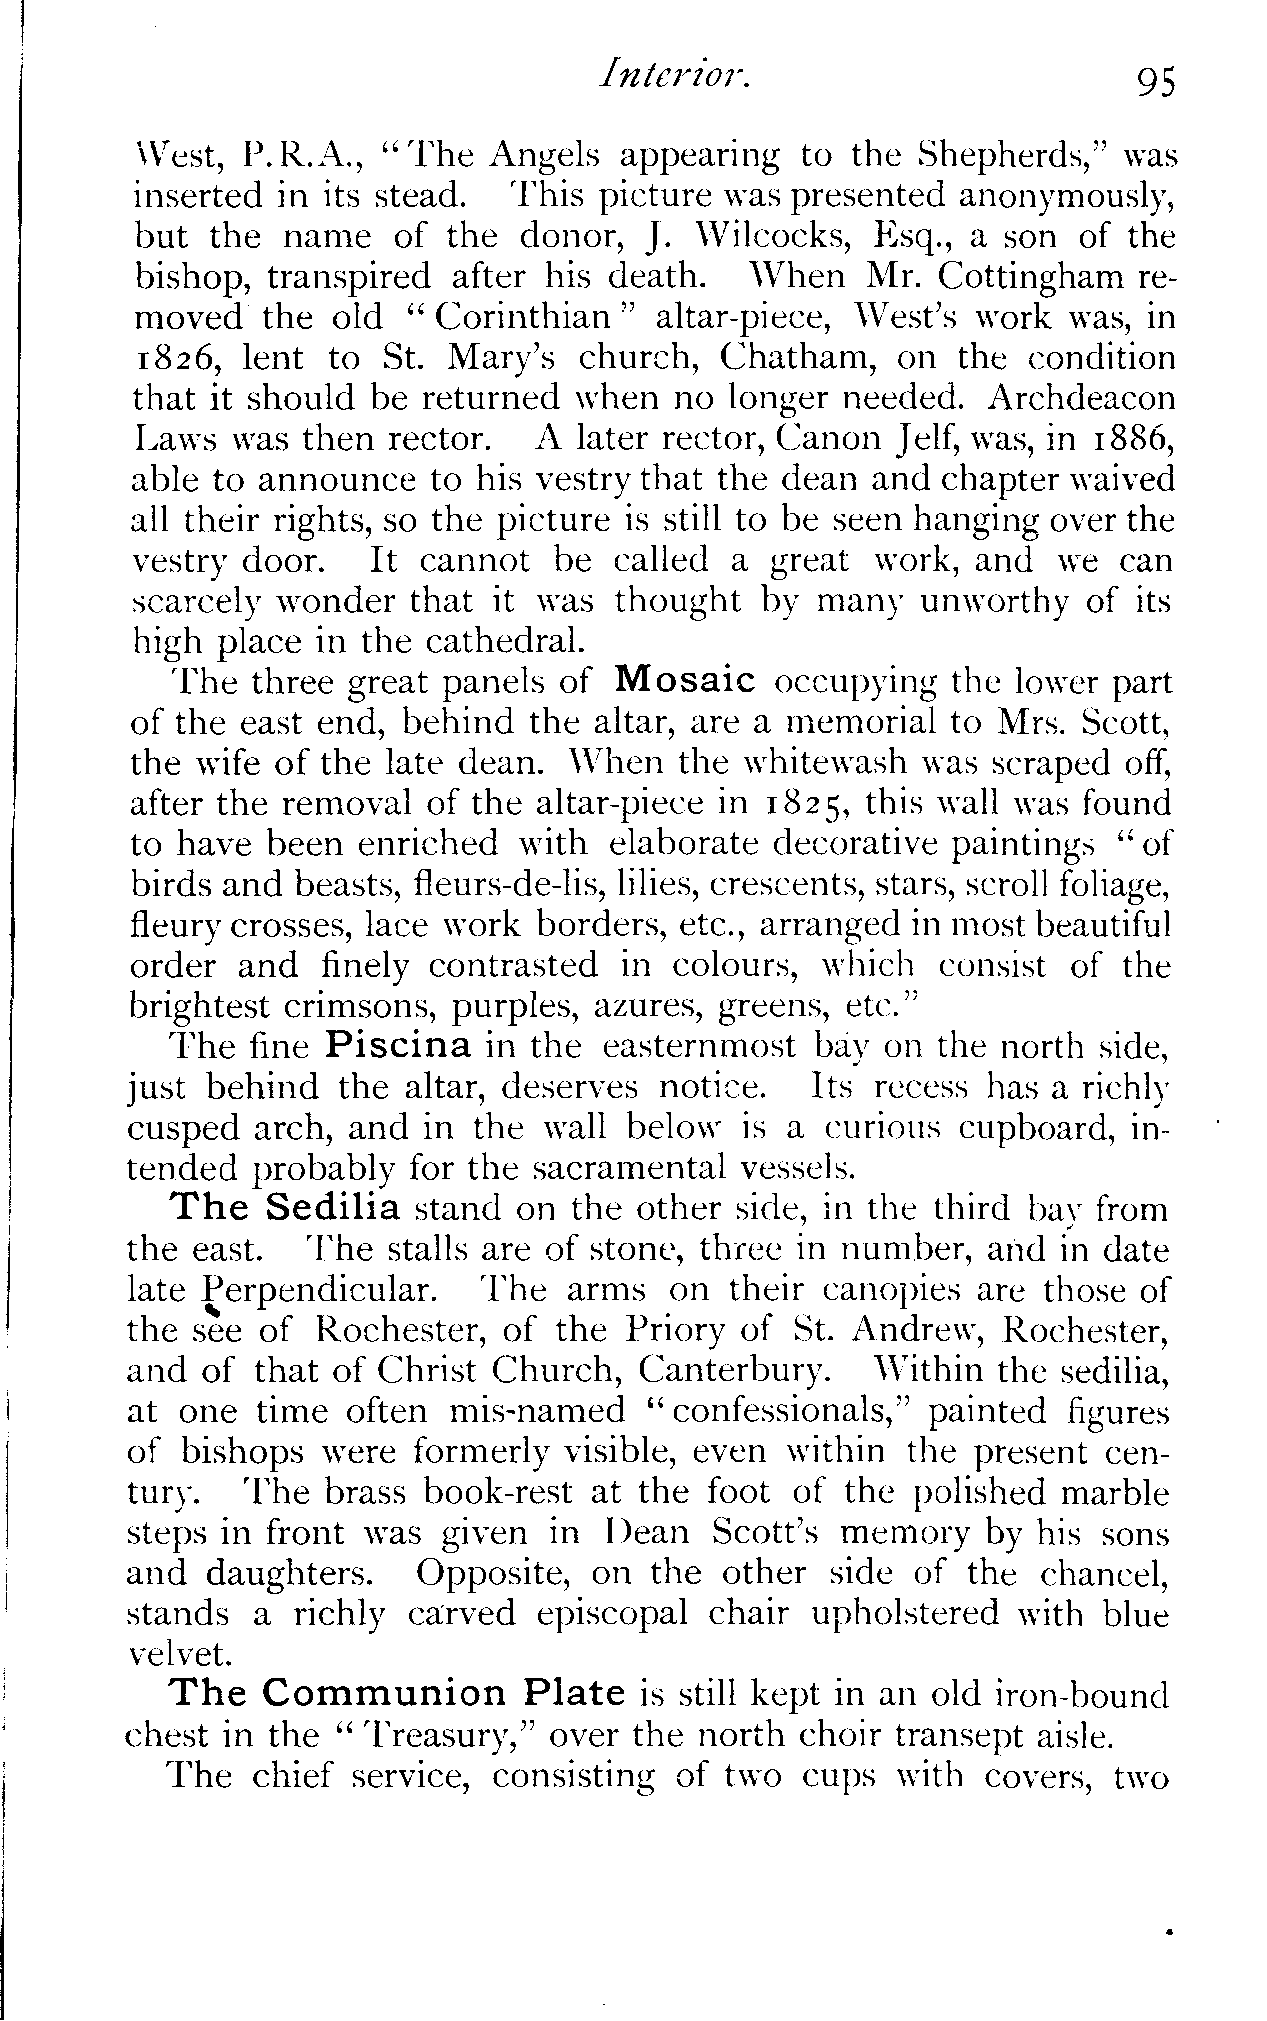 Interior. 95
West, P.R.A., "The Angels appearing to the Shepherds," was
inserted in its stead. This picture was presented anonymously,
but the name of the donor, J. Wilcocks, Esq., a son of the
bishop, transpired after his death. When Mr. Cottingham re-
moved the old "Corinthian" altar-piece, West's work was, in
1826, lent to St. Mary's church, Chatham, on the condition
that it should be returned when no longer needed. Archdeacon
Laws was then rector. A later rector, Canon Jelf, was, in 1886,
able to announce to his vestry that the dean and chapter waived
all their rights, so the picture is still to be seen hanging over the
vestry door. It cannot be called a great work, and we can
scarcely wonder that it was thought by many unworthy of its
high place in the cathedral.
The three great panels of Mosaic occupying the lower part
of the east end, behind the altar, are a memorial to Mrs. Scott,
the wife of the late dean. When the whitewash was scraped off,
after the removal of the altar-piece in 1825, this wall was found
to have been enriched with elaborate decorative paintings "of
birds and beasts, fleurs-de-lis, lilies, crescents, stars, scroll foliage,
fleury crosses, lace work borders, etc., arranged in most beautiful
order and finely contrasted in colours, which consist of the
brightest crimsons, purples, azures, greens, etc."
The fine Piscina in the easternmost bay on the north side,
just behind the altar, deserves notice. Its recess has a richly
cusped arch, and in the wall below is a curious cupboard, in-
tended probably for the sacramental vessels.
The Sedilia stand on the other side, in the third bay from
the east. The stalls are of stone, three in number, and in date
late Perpendicular. The arms on their canopies are those of
the see of Rochester, of the Priory of St. Andrew, Rochester,
and of that of Christ Church, Canterbury. Within the sedilia,
at one time often mis-named "confessionals," painted figures
of bishops were formerly visible, even within the present cen-
tury. The brass book-rest at the foot of the polished marble
steps in front was given in Dean Scott's memory by his sons
and daughters. Opposite, on the other side of the chancel,
stands a richly carved episcopal chair upholstered with blue
velvet.
The Communion Plate is still kept in an old iron-bound
chest in the "Treasury," over the north choir transept aisle.
The chief service, consisting of two cups with covers, two